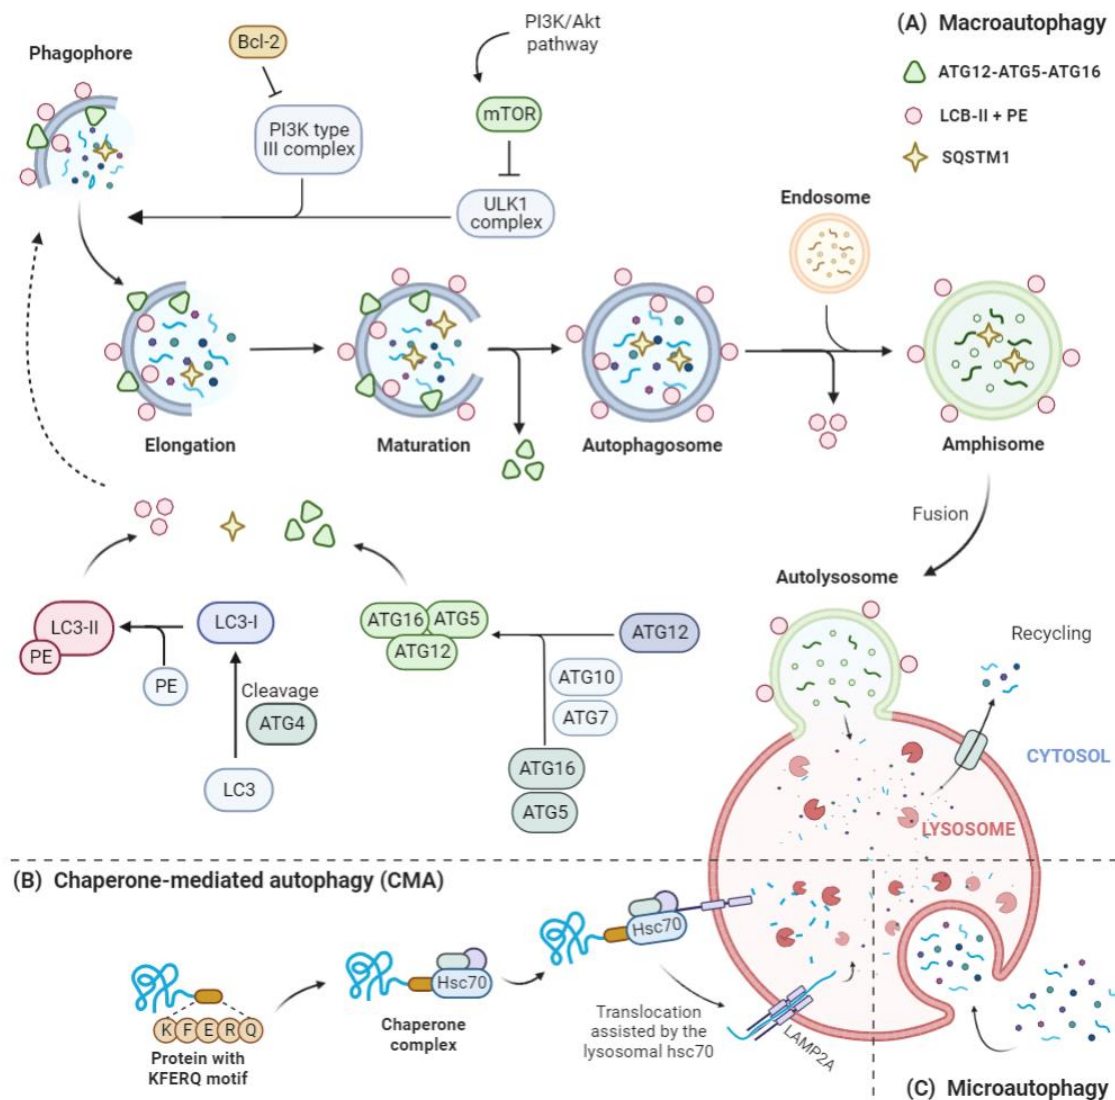 (A) Macroautophagy
ATG12-ATG5-ATG16
LCB-II + PE
SQSTM1
Phagophore
Bcl-2
PI3K type
III complex
PI3K/Akt
pathway
mTOR
ULK1
complex
Endosome
Elongation
Maturation
Autophagosome
Amphisome
Fusion
Autolysosome
Recycling
CYTOSOL
LYSOSOME
LC3-II
PE
LC3-I
PE
Cleavage
ATG4
LC3
ATG16
ATG5
ATG12
ATG12
ATG10
ATG7
ATG16
ATG5
(B) Chaperone-mediated autophagy (CMA)
K F E R Q
Protein with
KFERQ motif
Hsc70
Chaperone
complex
Hsc70
Translocation
assisted by the
lysosomal hsc70
LAMP2A
(C) Microautophagy